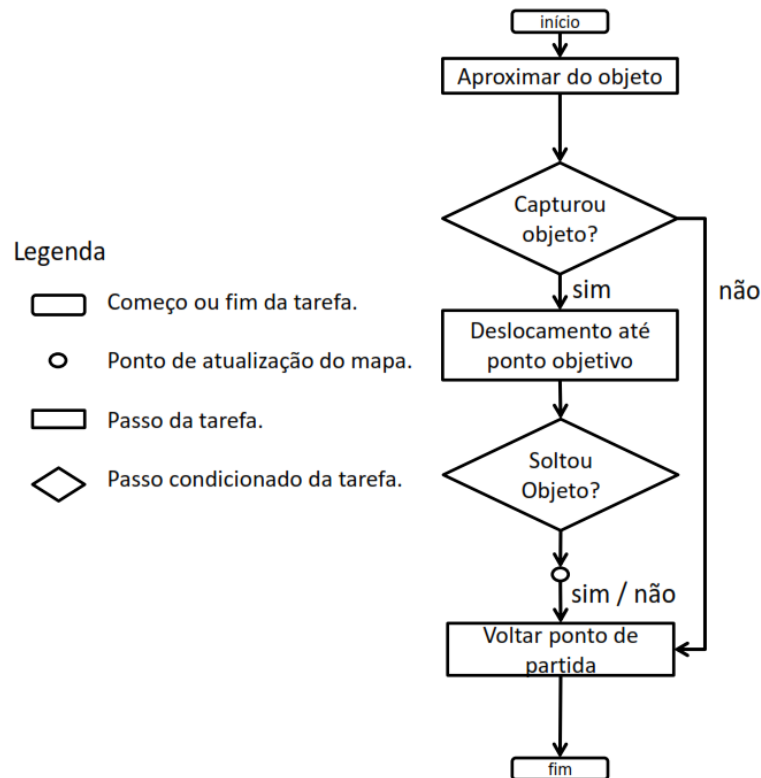 início
Aproximar do objeto
Capturou
objeto?
sim
não
Deslocamento até
ponto objetivo
Soltou
Objeto?
sim / não
Voltar ponto de
partida
fim
Legenda
Começo ou fim da tarefa.
Ponto de atualização do mapa.
Passo da tarefa.
Passo condicionado da tarefa.